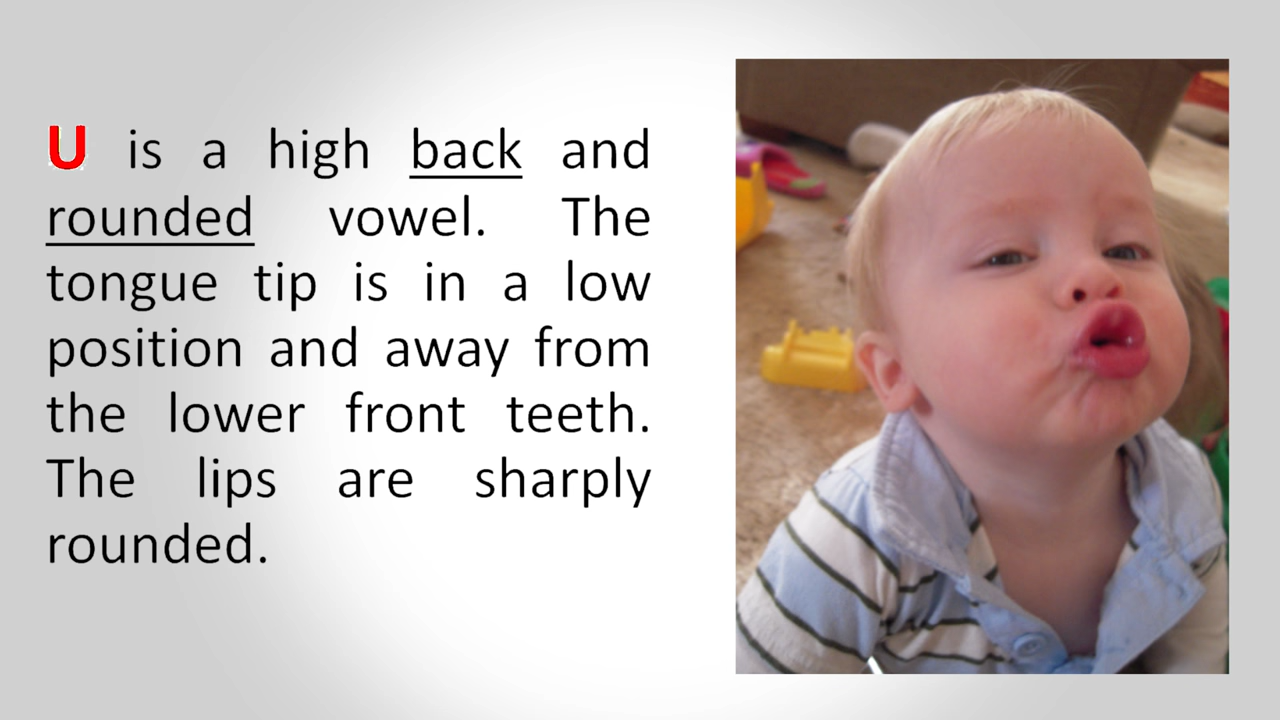 U is a high back and
rounded vowel. The
tongue tip is in a low
position and away from
the lower front teeth.
The lips are sharply
rounded.